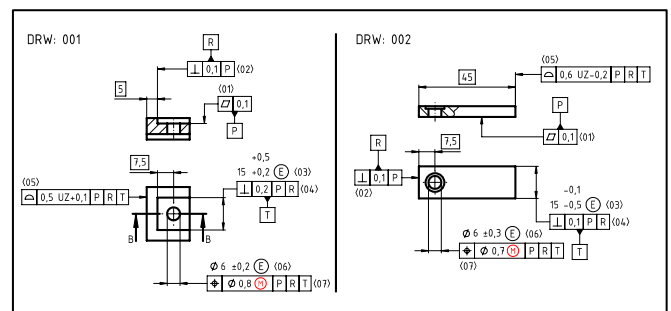 DRW: 001
R
⟂ 0,1 P ⟨02⟩
5
⟨01⟩
⏥ 0,1
P
7,5
+0,5
15 +0,2 Ⓔ ⟨03⟩
⟂ 0,2 P R ⟨04⟩
T
⟨05⟩
⌓ 0,5 UZ+0,1 P R T
B B
Ø 6 ±0,2 Ⓔ ⟨06⟩
⌖ Ø 0,8 Ⓜ P R T ⟨07⟩
DRW: 002
⟨05⟩
⌓ 0,6 UZ-0,2 P R T
45
P
⏥ 0,1 ⟨01⟩
7,5
R
⟂ 0,1 P
⟨02⟩
-0,1
15 -0,5 Ⓔ ⟨03⟩
⟂ 0,1 P R ⟨04⟩
T
Ø 6 ±0,3 Ⓔ ⟨06⟩
⌖ Ø 0,7 Ⓜ P R T
⟨07⟩